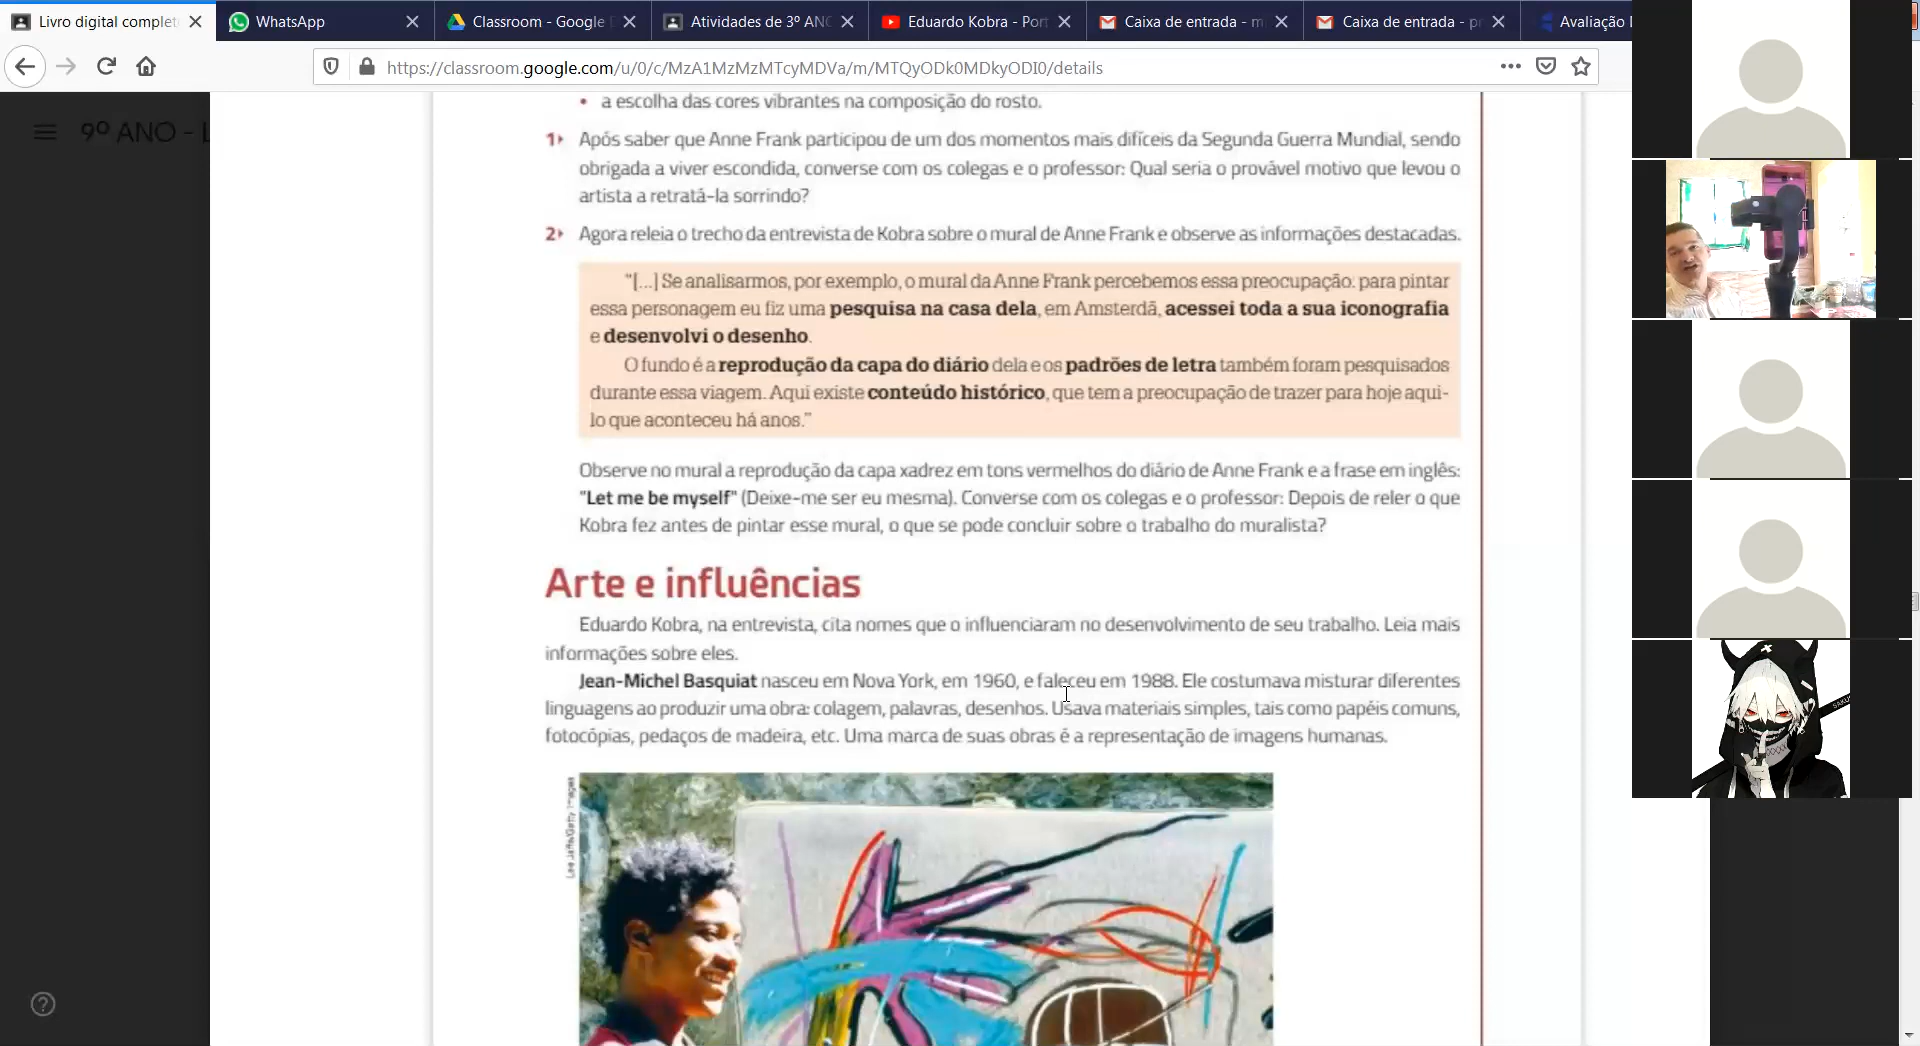 Livro digital complet
WhatsApp
Classroom - Google
Atividades de 3º AN
Eduardo Kobra - Port
Caixa de entrada - m
Caixa de entrada - p
Avaliação
https://classroom.google.com/u/0/c/MzA1MzMzMTcyMDVa/m/MTQyODk0MDkyODI0/details
9º ANO - L
• a escolha das cores vibrantes na composição do rosto.
1 Após saber que Anne Frank participou de um dos momentos mais difíceis da Segunda Guerra Mundial, sendo
obrigada a viver escondida, converse com os colegas e o professor: Qual seria o provável motivo que levou o
artista a retratá-la sorrindo?
2 Agora releia o trecho da entrevista de Kobra sobre o mural de Anne Frank e observe as informações destacadas.
"[...] Se analisarmos, por exemplo, o mural da Anne Frank percebemos essa preocupação: para pintar
essa personagem eu fiz uma pesquisa na casa dela, em Amsterdã, acessei toda a sua iconografia
e desenvolvi o desenho.
O fundo é a reprodução da capa do diário dela e os padrões de letra também foram pesquisados
durante essa viagem. Aqui existe conteúdo histórico, que tem a preocupação de trazer para hoje aqui-
lo que aconteceu há anos."
Observe no mural a reprodução da capa xadrez em tons vermelhos do diário de Anne Frank e a frase em inglês:
"Let me be myself" (Deixe-me ser eu mesma). Converse com os colegas e o professor: Depois de reler o que
Kobra fez antes de pintar esse mural, o que se pode concluir sobre o trabalho do muralista?
Arte e influências
Eduardo Kobra, na entrevista, cita nomes que o influenciaram no desenvolvimento de seu trabalho. Leia mais
informações sobre eles.
Jean-Michel Basquiat nasceu em Nova York, em 1960, e faleceu em 1988. Ele costumava misturar diferentes
linguagens ao produzir uma obra: colagem, palavras, desenhos. Usava materiais simples, tais como papéis comuns,
fotocópias, pedaços de madeira, etc. Uma marca de suas obras é a representação de imagens humanas.
Lee Jaffe/Getty Images